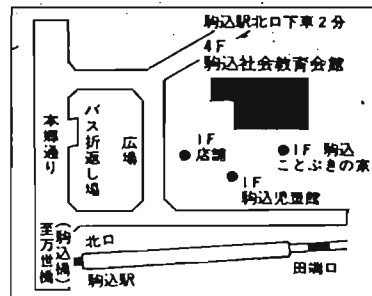 駒込駅北口下車2分
4F
駒込社会教育会館
本郷通り
バス折返し場
広場
1F
店舗
1F 駒込
ことぶきの家
1F
駒込児童館
至万世橋
(駒込橋)
北口
駒込駅
田端口